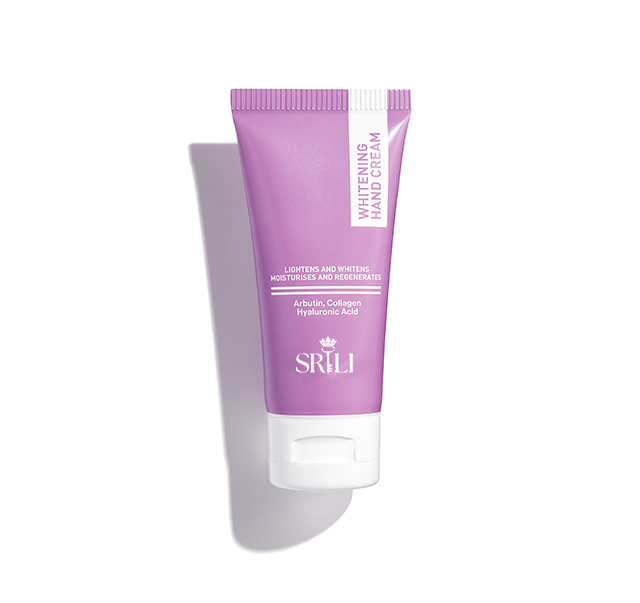 WHITENING
HAND CREAM
LIGHTENS AND WHITENS
MOISTURISES AND REGENERATES
Arbutin, Collagen
Hyaluronic Acid
SRILI